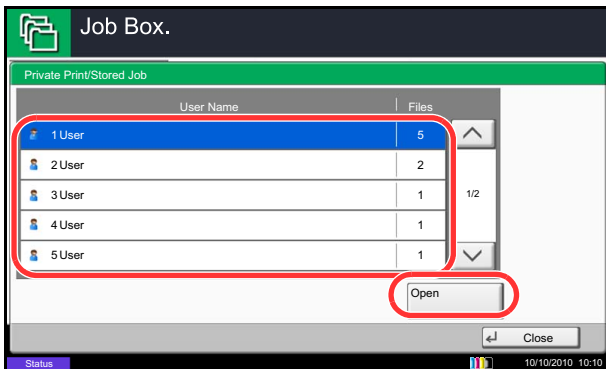 Job Box.
Private Print/Stored Job
User Name Files
1 User 5
2 User 2
3 User 1
4 User 1
5 User 1
1/2
Open
Close
Status 10/10/2010 10:10